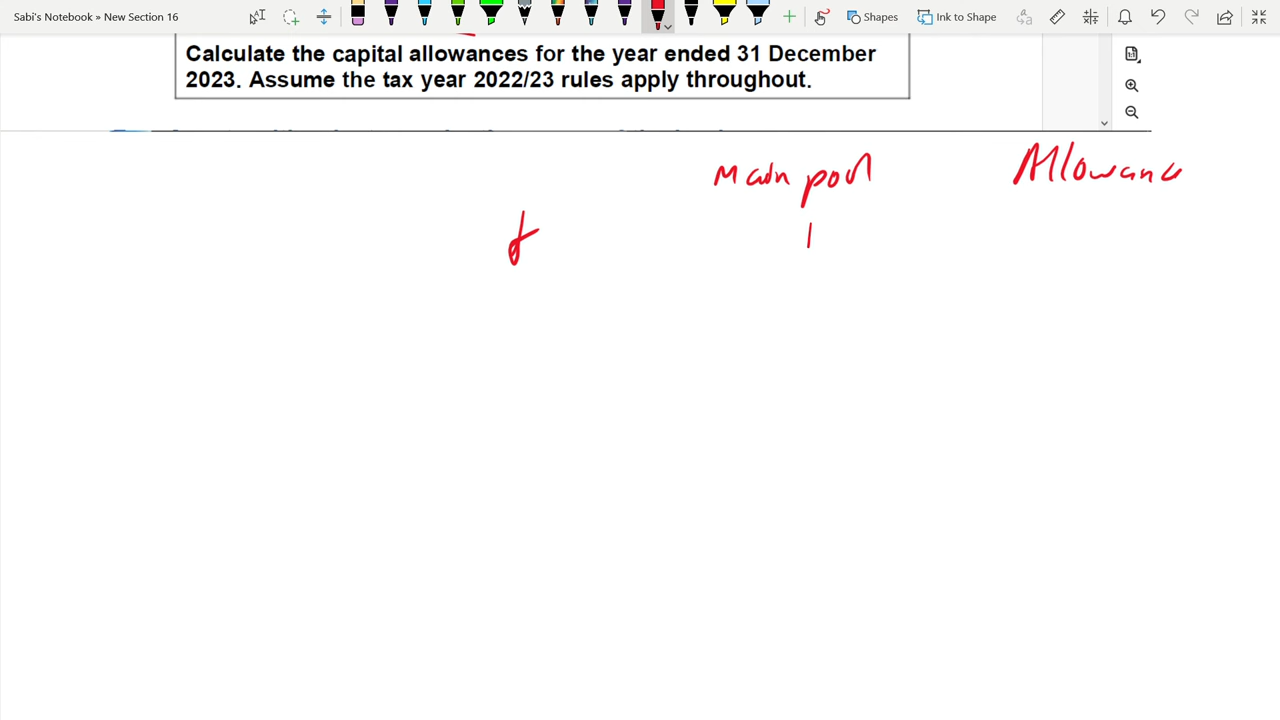 Sabi's Notebook » New Section 16
Shapes
Ink to Shape
Calculate the capital allowances for the year ended 31 December
2023. Assume the tax year 2022/23 rules apply throughout.
Main pool
Allowance
£